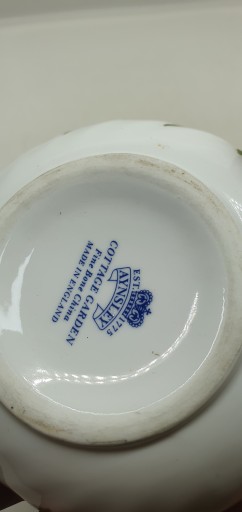 EST. 1775
AYNSLEY
COTTAGE GARDEN
Fine Bone China
MADE IN ENGLAND